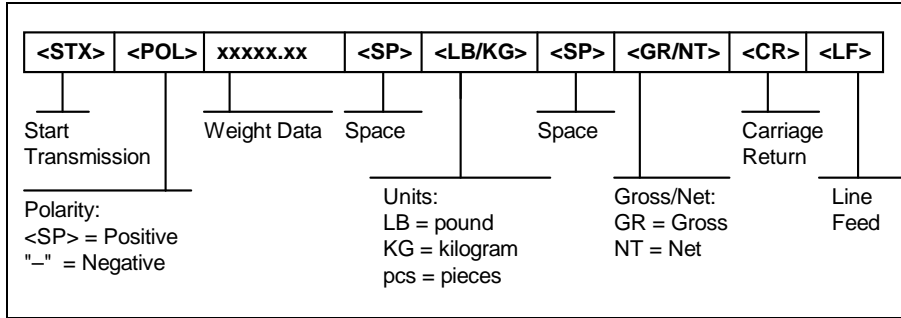 <STX> <POL> xxxxx.xx <SP> <LB/KG> <SP> <GR/NT> <CR> <LF>
Start
Transmission
Weight Data
Space
Space
Carriage
Return
Polarity:
<SP> = Positive
"–" = Negative
Units:
LB = pound
KG = kilogram
pcs = pieces
Gross/Net:
GR = Gross
NT = Net
Line
Feed